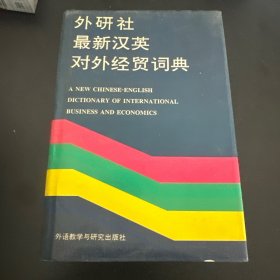 外研社
最新汉英
对外经贸词典
A NEW CHINESE-ENGLISH
DICTIONARY OF INTERNATIONAL
BUSINESS AND ECONOMICS
外语教学与研究出版社